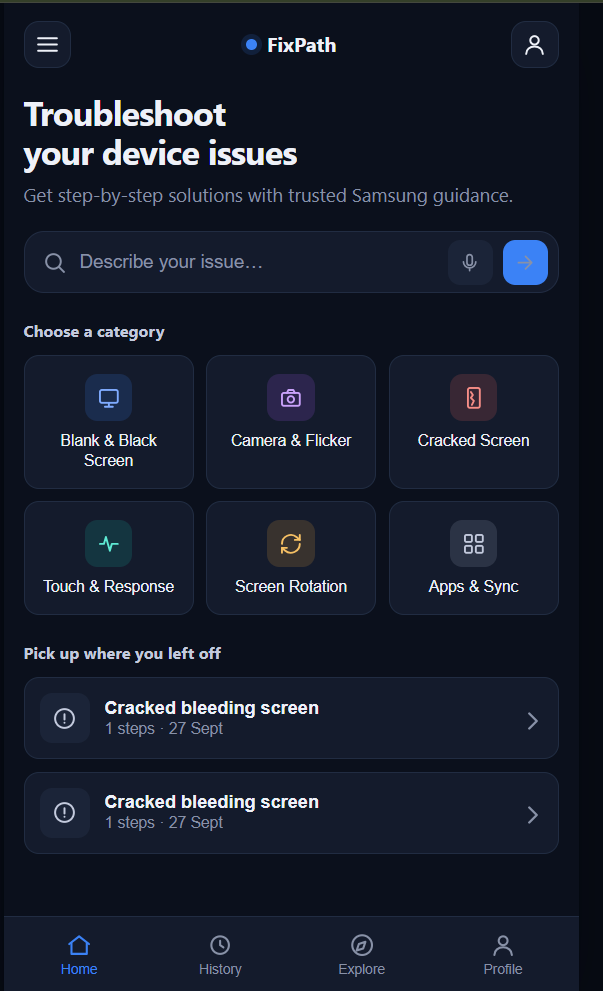 FixPath
Troubleshoot
your device issues
Get step-by-step solutions with trusted Samsung guidance.
Describe your issue…
Choose a category
Blank & Black
Screen
Camera & Flicker
Cracked Screen
Touch & Response
Screen Rotation
Apps & Sync
Pick up where you left off
Cracked bleeding screen
1 steps · 27 Sept
Cracked bleeding screen
1 steps · 27 Sept
Home
History
Explore
Profile